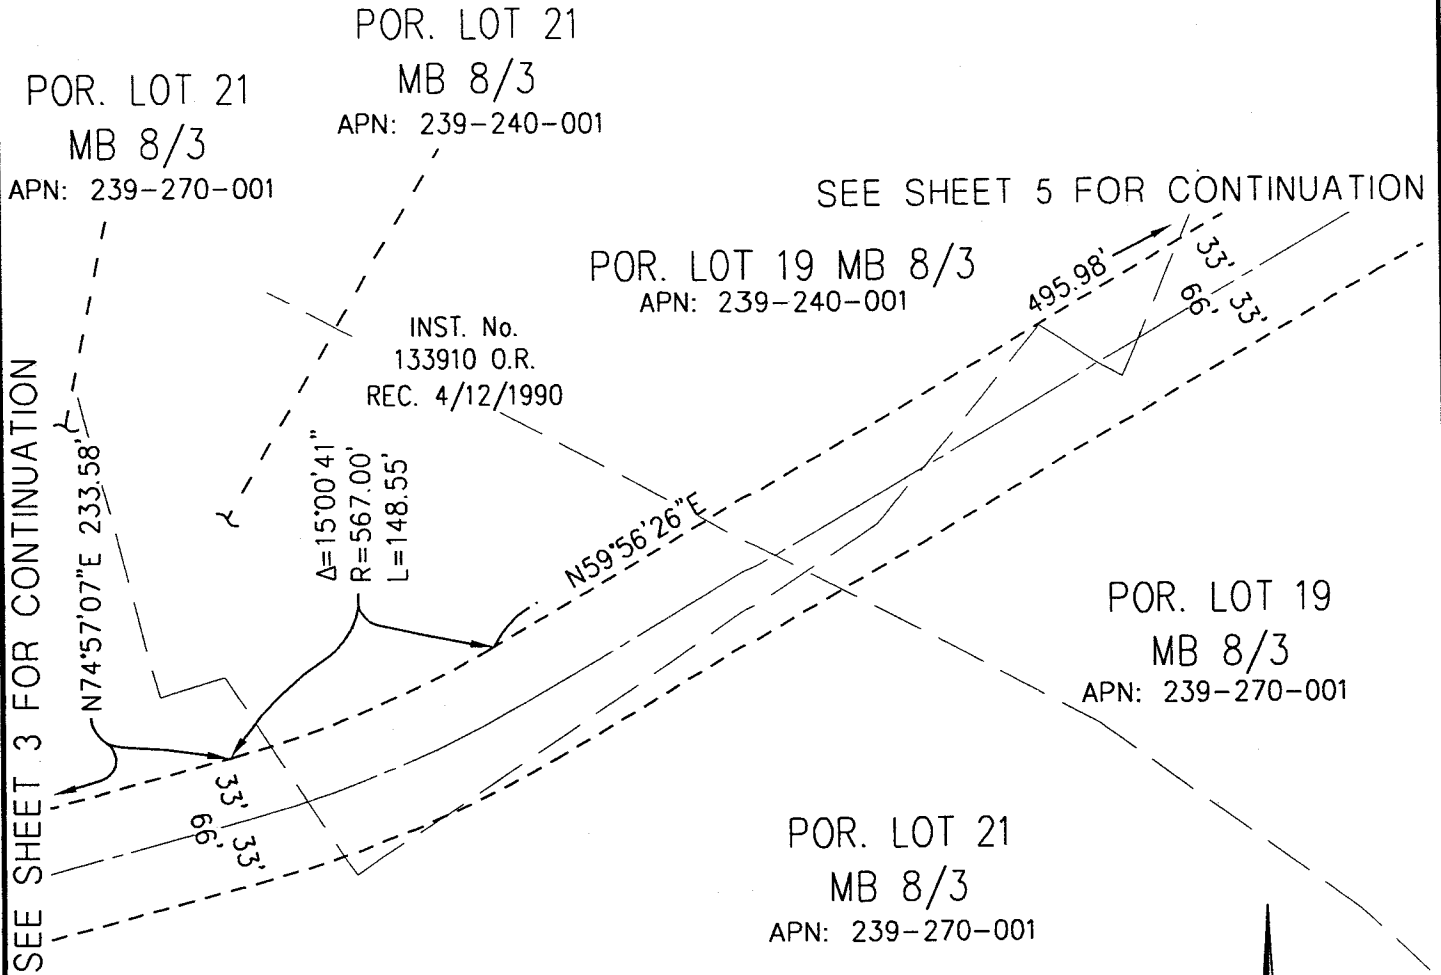 POR. LOT 21
MB 8/3
APN: 239-240-001
POR. LOT 21
MB 8/3
APN: 239-270-001
SEE SHEET 5 FOR CONTINUATION
POR. LOT 19 MB 8/3
APN: 239-240-001
495.98'
33'
66'
33'
INST. No.
133910 O.R.
REC. 4/12/1990
SEE SHEET 3 FOR CONTINUATION
N74°57'07"E 233.58'
Δ=15°00'41"
R=567.00'
L=148.55'
N59°56'26"E
POR. LOT 19
MB 8/3
APN: 239-270-001
33'
66'
33'
POR. LOT 21
MB 8/3
APN: 239-270-001